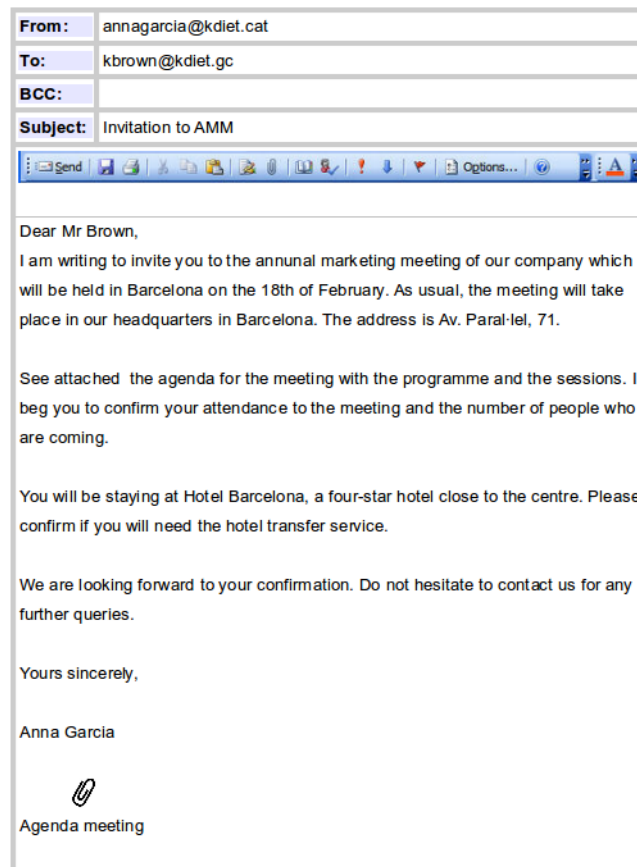 From: annagarcia@kdiet.cat
To: kbrown@kdiet.gc
BCC:
Subject: Invitation to AMM
Send Options...
Dear Mr Brown,
I am writing to invite you to the annunal marketing meeting of our company which
will be held in Barcelona on the 18th of February. As usual, the meeting will take
place in our headquarters in Barcelona. The address is Av. Paral·lel, 71.
See attached the agenda for the meeting with the programme and the sessions. I
beg you to confirm your attendance to the meeting and the number of people who
are coming.
You will be staying at Hotel Barcelona, a four-star hotel close to the centre. Please
confirm if you will need the hotel transfer service.
We are looking forward to your confirmation. Do not hesitate to contact us for any
further queries.
Yours sincerely,
Anna Garcia
Agenda meeting